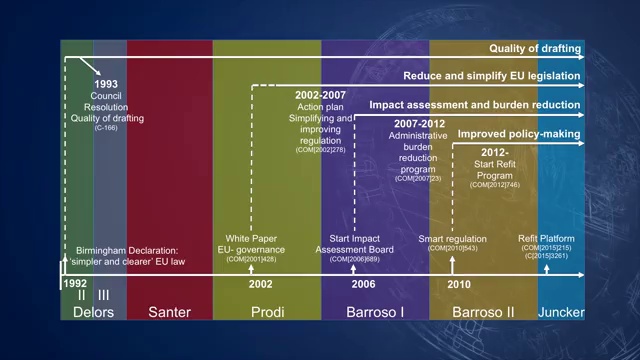 Quality of drafting
Reduce and simplify EU legislation
Impact assessment and burden reduction
Improved policy-making
1993
Council
Resolution
Quality of drafting
(C-166)
2002-2007
Action plan
Simplifying and
improving
regulation
(COM[2002]278)
2007-2012
Administrative
burden
reduction
program
(COM[2007]23)
2012-
Start Refit
Program
(COM[2012]746)
Birmingham Declaration:
'simpler and clearer' EU law
White Paper
EU- governance
(COM[2001]428)
Start Impact
Assessment Board
(COM[2006]689)
Smart regulation
(COM[2010]543)
Refit Platform
(COM[2015]215)
(C[2015]3261)
1992
2002
2006
2010
II
III
Delors
Santer
Prodi
Barroso I
Barroso II
Juncker